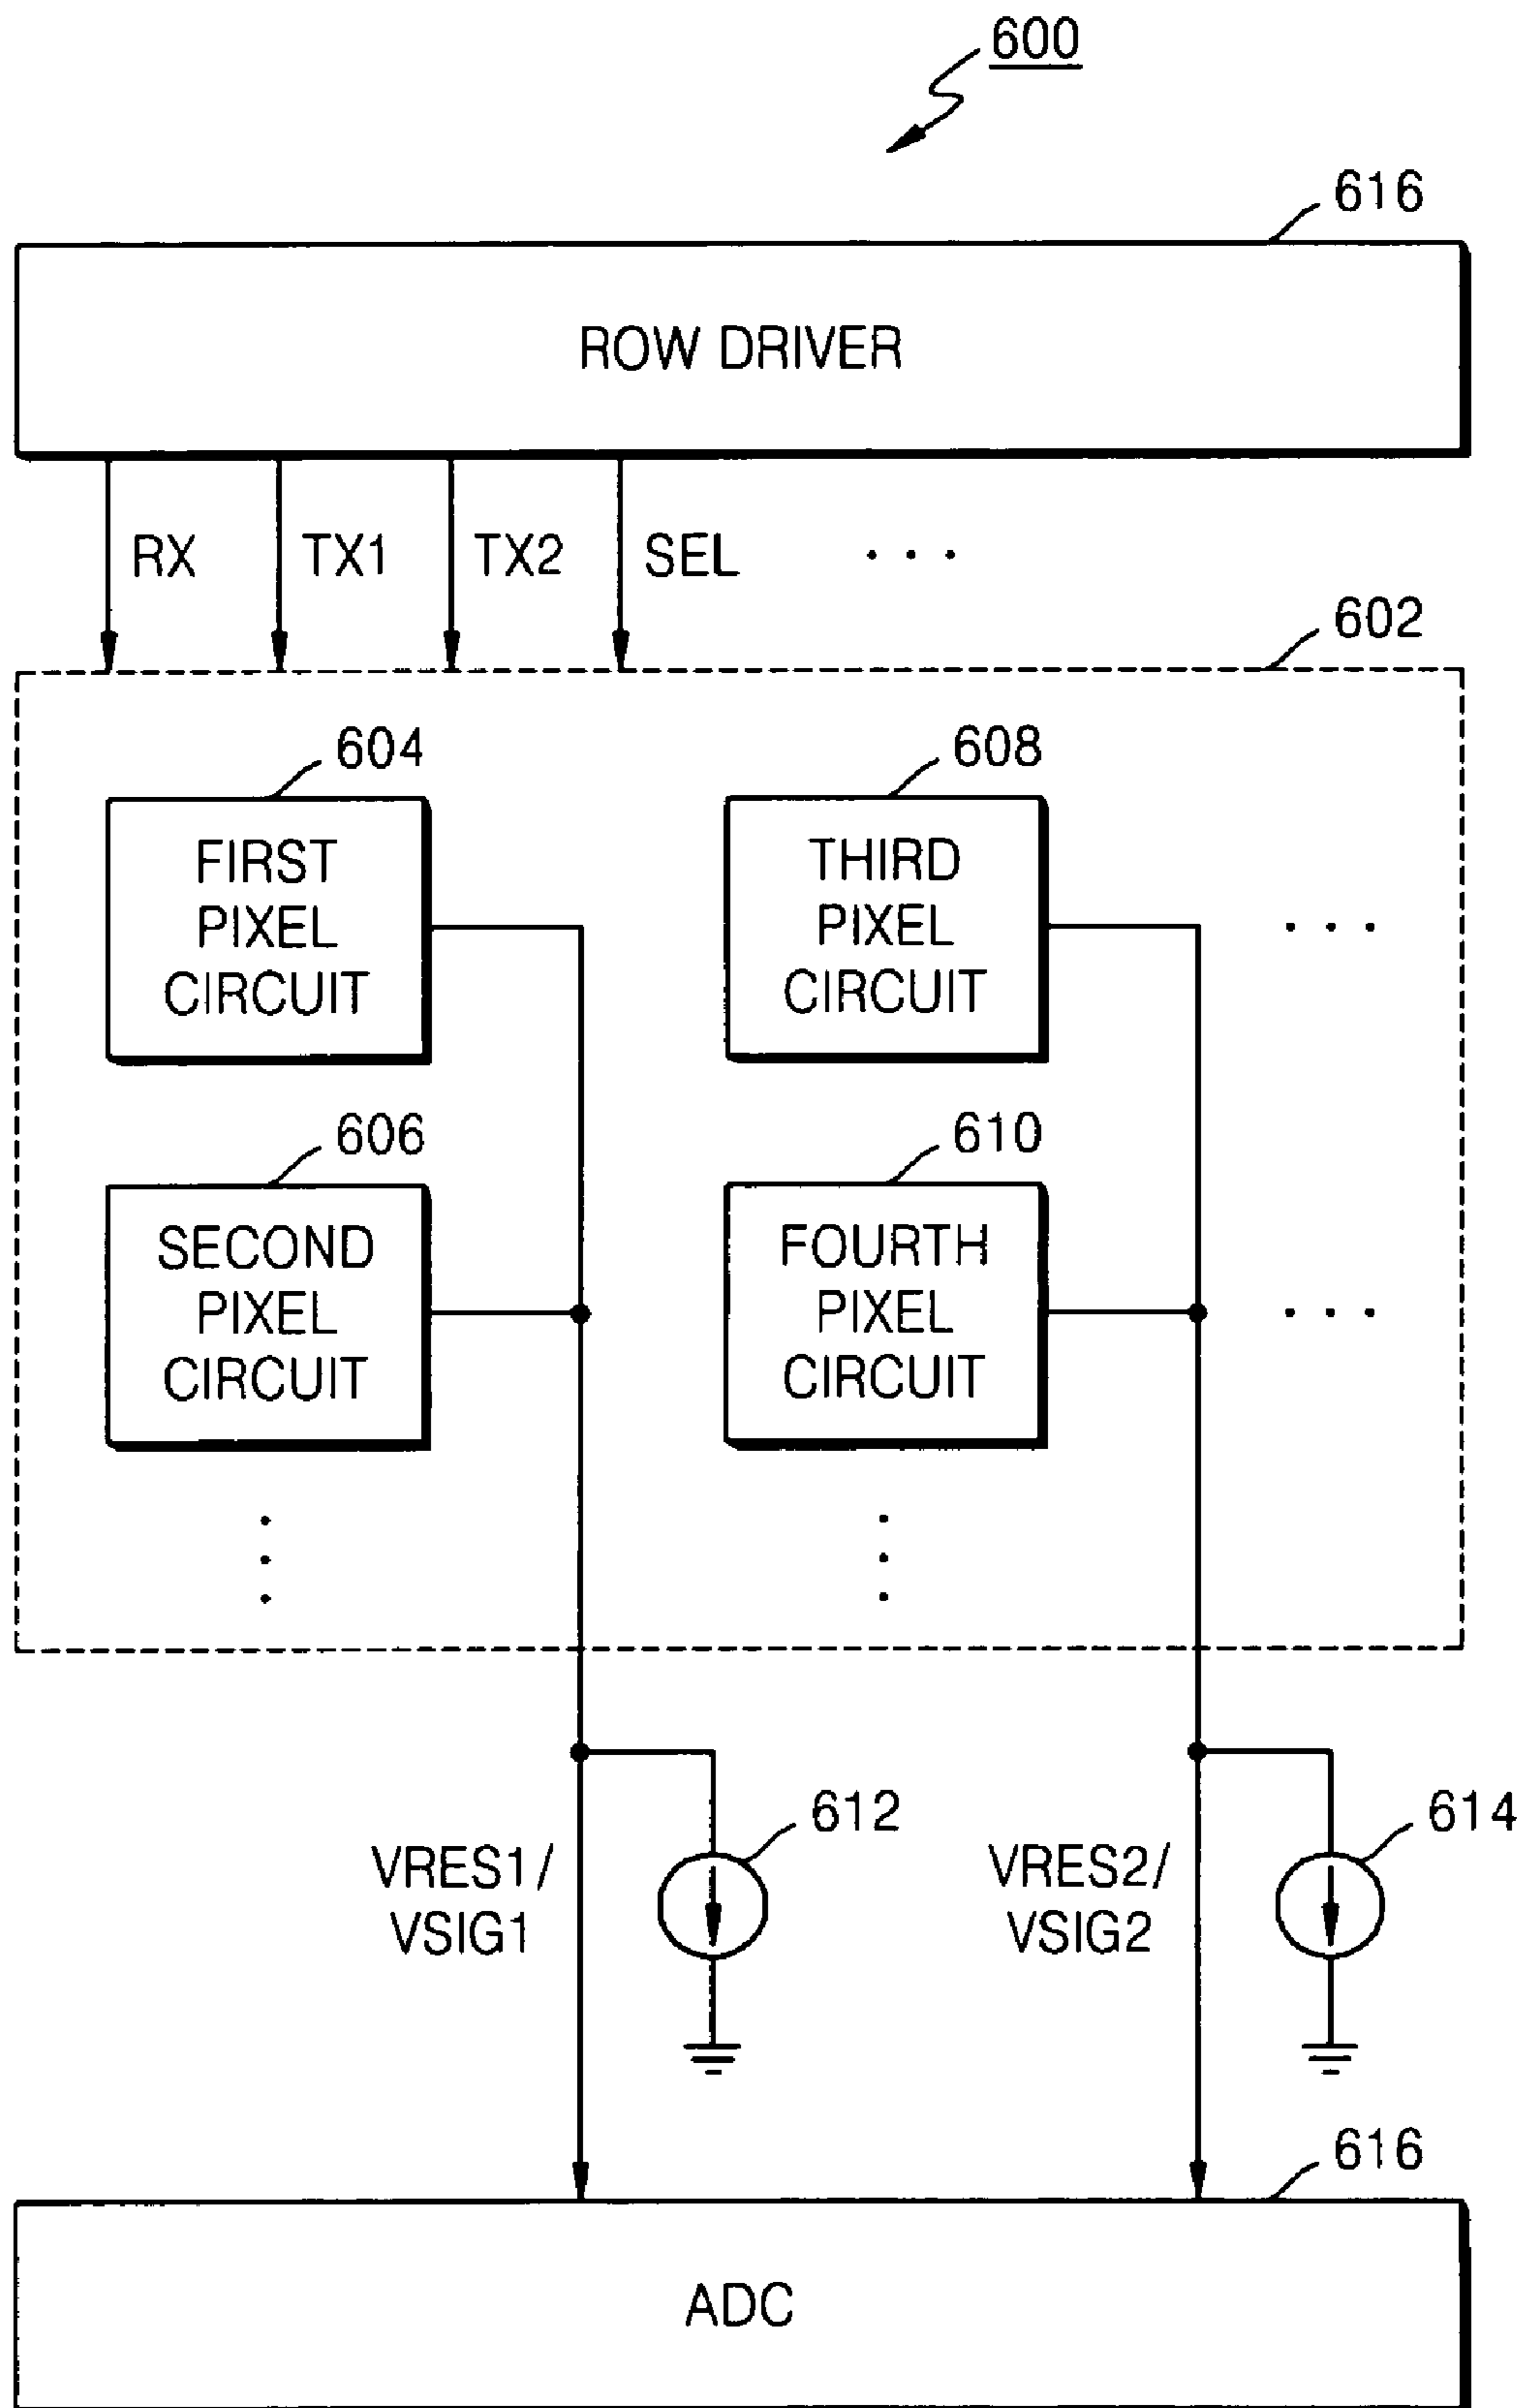 600
616
ROW DRIVER
RX TX1 TX2 SEL . . .
602
604
608
FIRST
PIXEL
CIRCUIT
THIRD
PIXEL
CIRCUIT
. . .
606
610
SECOND
PIXEL
CIRCUIT
FOURTH
PIXEL
CIRCUIT
. . .
612
614
VRES1/
VSIG1
VRES2/
VSIG2
616
ADC